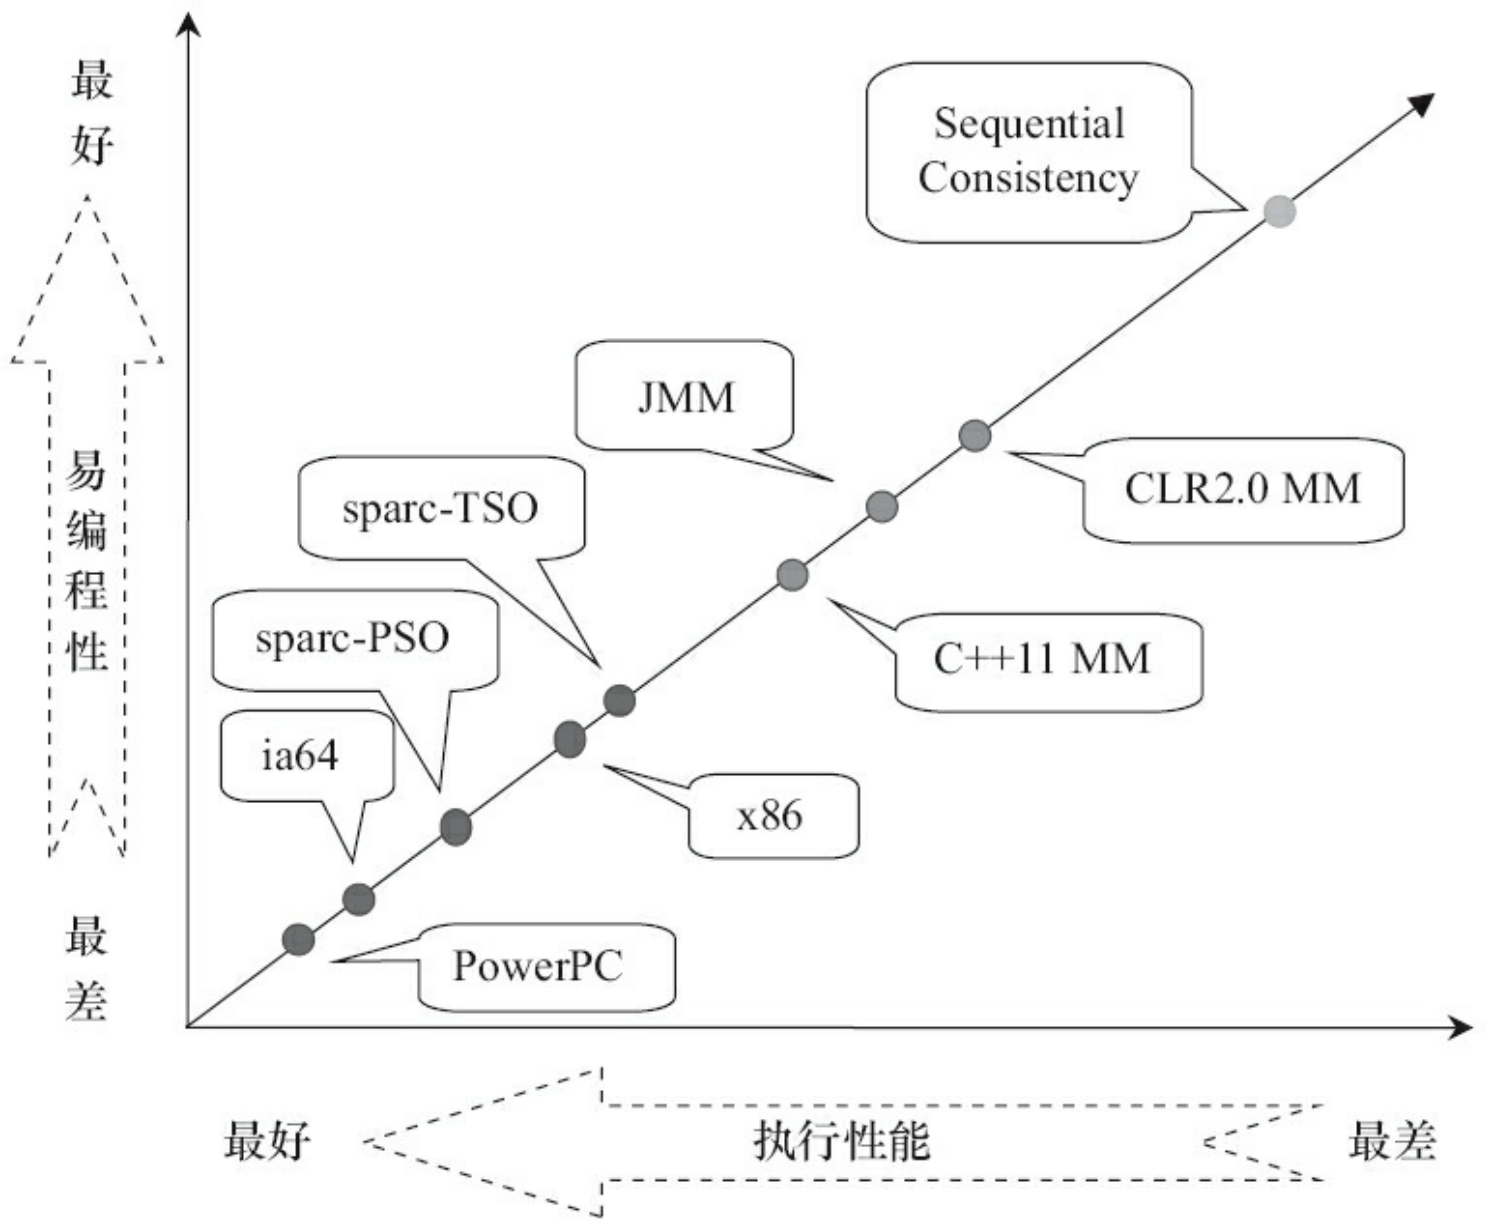 最好
易编程性
最差
Sequential
Consistency
JMM
CLR2.0 MM
sparc-TSO
C++11 MM
sparc-PSO
ia64
x86
PowerPC
最好
执行性能
最差